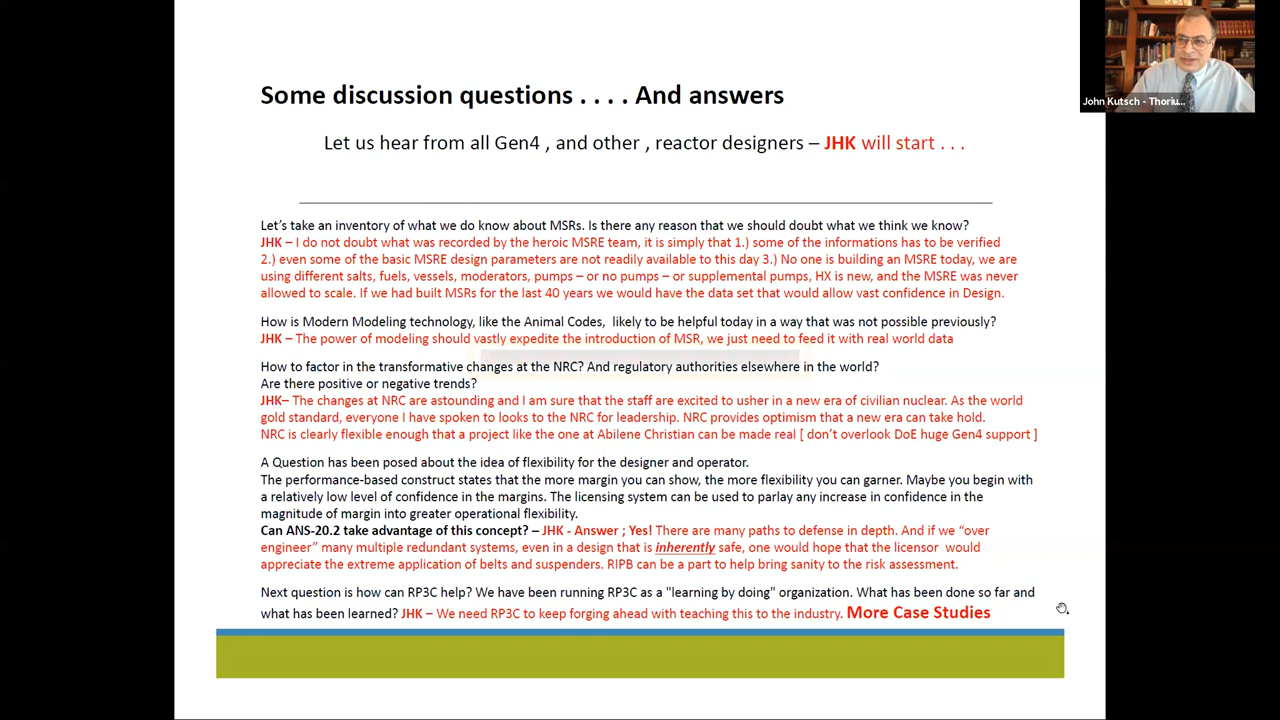 John Kutsch - Thoriu...
Some discussion questions . . . . And answers
Let us hear from all Gen4 , and other , reactor designers – JHK will start . . .
Let's take an inventory of what we do know about MSRs. Is there any reason that we should doubt what we think we know?
JHK – I do not doubt what was recorded by the heroic MSRE team, it is simply that 1.) some of the informations has to be verified
2.) even some of the basic MSRE design parameters are not readily available to this day 3.) No one is building an MSRE today, we are
using different salts, fuels, vessels, moderators, pumps – or no pumps – or supplemental pumps, HX is new, and the MSRE was never
allowed to scale. If we had built MSRs for the last 40 years we would have the data set that would allow vast confidence in Design.
How is Modern Modeling technology, like the Animal Codes, likely to be helpful today in a way that was not possible previously?
JHK – The power of modeling should vastly expedite the introduction of MSR, we just need to feed it with real world data
How to factor in the transformative changes at the NRC? And regulatory authorities elsewhere in the world?
Are there positive or negative trends?
JHK– The changes at NRC are astounding and I am sure that the staff are excited to usher in a new era of civilian nuclear. As the world
gold standard, everyone I have spoken to looks to the NRC for leadership. NRC provides optimism that a new era can take hold.
NRC is clearly flexible enough that a project like the one at Abilene Christian can be made real [ don't overlook DoE huge Gen4 support ]
A Question has been posed about the idea of flexibility for the designer and operator.
The performance-based construct states that the more margin you can show, the more flexibility you can garner. Maybe you begin with
a relatively low level of confidence in the margins. The licensing system can be used to parlay any increase in confidence in the
magnitude of margin into greater operational flexibility.
Can ANS-20.2 take advantage of this concept? – JHK - Answer ; Yes! There are many paths to defense in depth. And if we “over
engineer” many multiple redundant systems, even in a design that is inherently safe, one would hope that the licensor would
appreciate the extreme application of belts and suspenders. RIPB can be a part to help bring sanity to the risk assessment.
Next question is how can RP3C help? We have been running RP3C as a "learning by doing" organization. What has been done so far and
what has been learned? JHK – We need RP3C to keep forging ahead with teaching this to the industry. More Case Studies